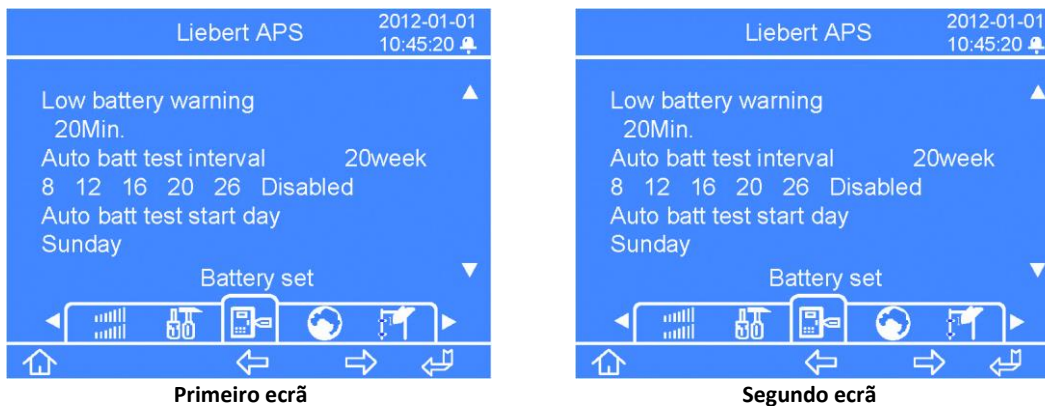 Liebert APS
2012-01-01
10:45:20
Low battery warning
20Min.
Auto batt test interval 20week
8 12 16 20 26 Disabled
Auto batt test start day
Sunday
Battery set
Primeiro ecrã
Liebert APS
2012-01-01
10:45:20
Low battery warning
20Min.
Auto batt test interval 20week
8 12 16 20 26 Disabled
Auto batt test start day
Sunday
Battery set
Segundo ecrã